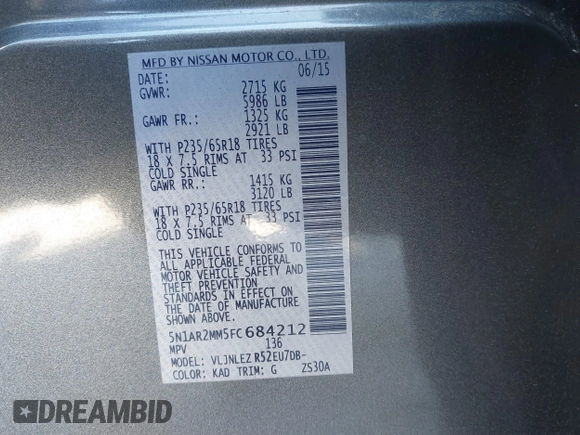 MFD BY NISSAN MOTOR CO., LTD.
DATE: 06/15
GVWR: 2715 KG
5986 LB
GAWR FR.: 1325 KG
2921 LB
WITH P235/65R18 TIRES
18 X 7.5 RIMS AT 33 PSI
COLD SINGLE
GAWR RR.: 1415 KG
3120 LB
WITH P235/65R18 TIRES
18 X 7.5 RIMS AT 33 PSI
COLD SINGLE
THIS VEHICLE CONFORMS TO
ALL APPLICABLE FEDERAL
MOTOR VEHICLE SAFETY AND
THEFT PREVENTION
STANDARDS IN EFFECT ON
THE DATE OF MANUFACTURE
SHOWN ABOVE.
5N1AR2MM5FC684212
MPV 136
MODEL: VLJNLEZ R52EU7DB-
COLOR: KAD TRIM: G ZS30A
DREAMBID